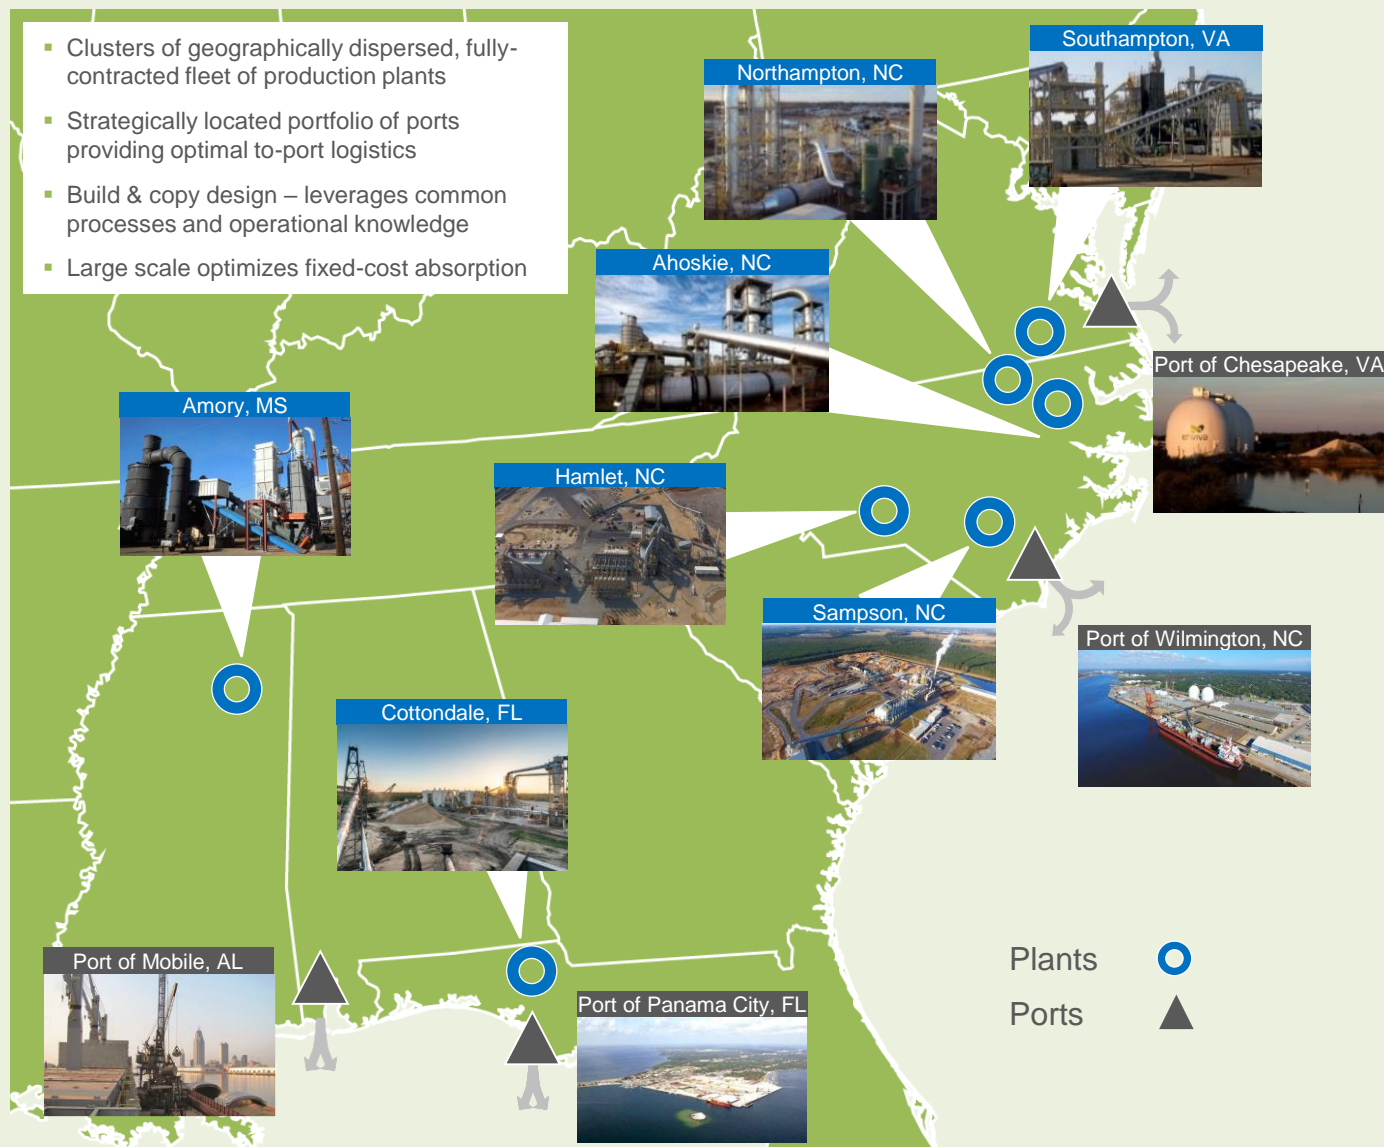 ▪ Clusters of geographically dispersed, fully-
contracted fleet of production plants
▪ Strategically located portfolio of ports
providing optimal to-port logistics
▪ Build & copy design – leverages common
processes and operational knowledge
▪ Large scale optimizes fixed-cost absorption
Southampton, VA
Northampton, NC
Ahoskie, NC
Port of Chesapeake, VA
enviva
Amory, MS
Hamlet, NC
Sampson, NC
Port of Wilmington, NC
Cottondale, FL
Port of Mobile, AL
Port of Panama City, FL
Plants
Ports